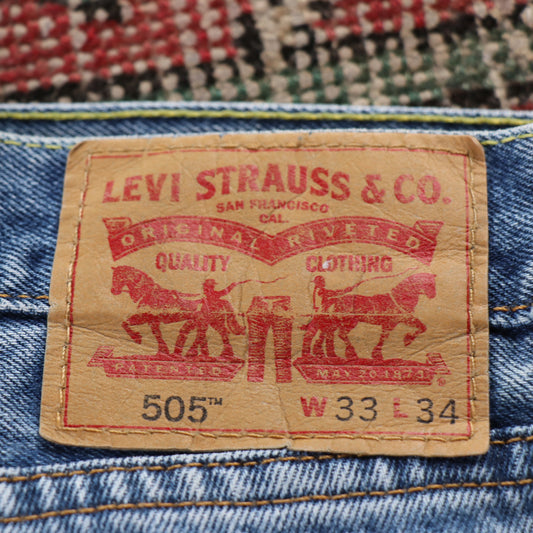 LEVI STRAUSS & CO.
SAN FRANCISCO
CAL.
ORIGINAL RIVETED
QUALITY CLOTHING
PATENTED MAY 20 1873 ®
505™ W 33 L 34